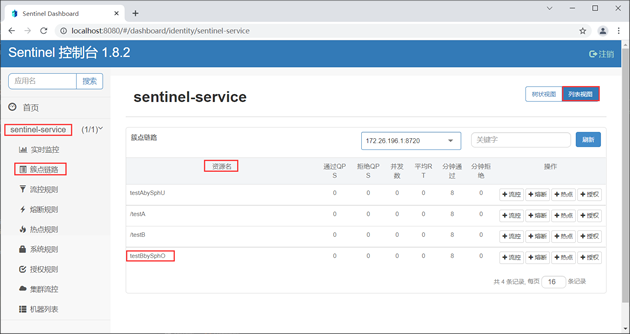 Sentinel Dashboard
localhost:8080/#/dashboard/identity/sentinel-service
Sentinel 控制台 1.8.2
注销
应用名
搜索
首页
sentinel-service (1/1)
实时监控
簇点链路
流控规则
熔断规则
热点规则
系统规则
授权规则
集群流控
机器列表
sentinel-service
树状视图
列表视图
簇点链路
172.26.196.1:8720
关键字
刷新
资源名 通过QPS 拒绝QPS 并发数 平均RT 分钟通过 分钟拒绝 操作
testAbySphU 0 0 0 0 8 0 流控 熔断 热点 授权
/testA 0 0 0 0 8 0 流控 熔断 热点 授权
/testB 0 0 0 0 8 0 流控 熔断 热点 授权
testBbySphO 0 0 0 0 8 0 流控 熔断 热点 授权
共 4 条记录, 每页 16 条记录